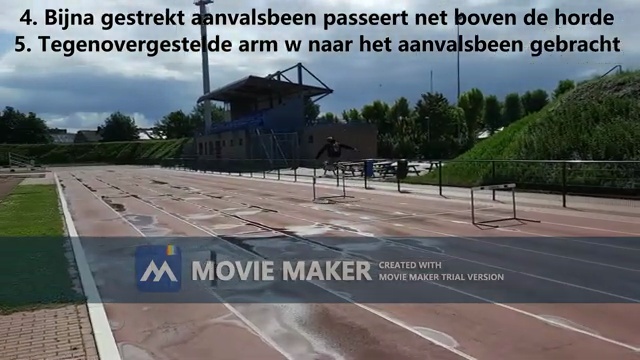 4. Bijna gestrekt aanvalsbeen passeert net boven de horde
5. Tegenovergestelde arm w naar het aanvalsbeen gebracht
MOVIE MAKER
CREATED WITH
MOVIE MAKER TRIAL VERSION